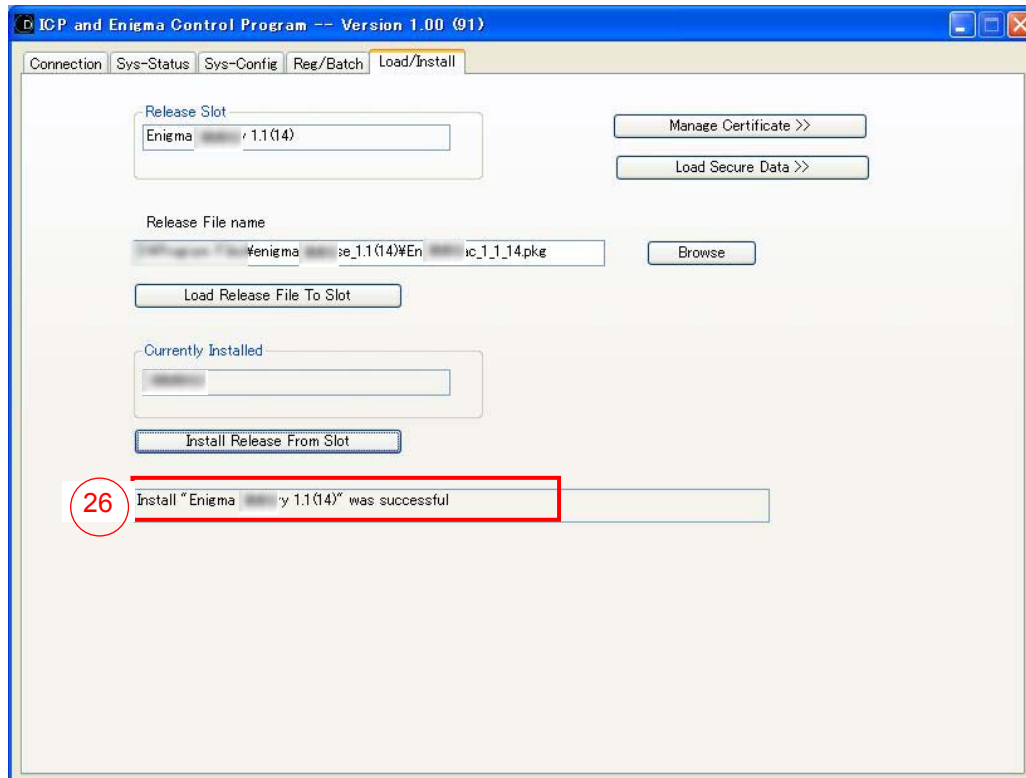 ICP and Enigma Control Program -- Version 1.00 (91)
Connection Sys-Status Sys-Config Reg/Batch Load/Install
Release Slot
Enigma 1.1(14)
Manage Certificate >>
Load Secure Data >>
Release File name
¥enigma se_1.1(14)¥En ic_1_1_14.pkg
Browse
Load Release File To Slot
Currently Installed
Install Release From Slot
26
Install "Enigma y 1.1(14)" was successful